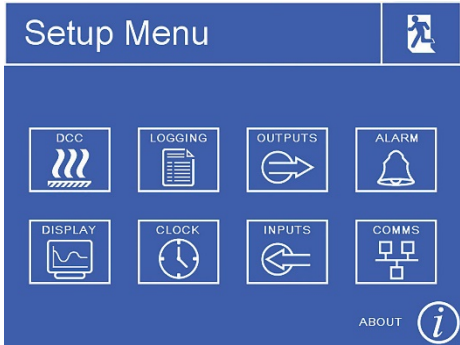 Setup Menu
DCC LOGGING OUTPUTS ALARM
DISPLAY CLOCK INPUTS COMMS
ABOUT i